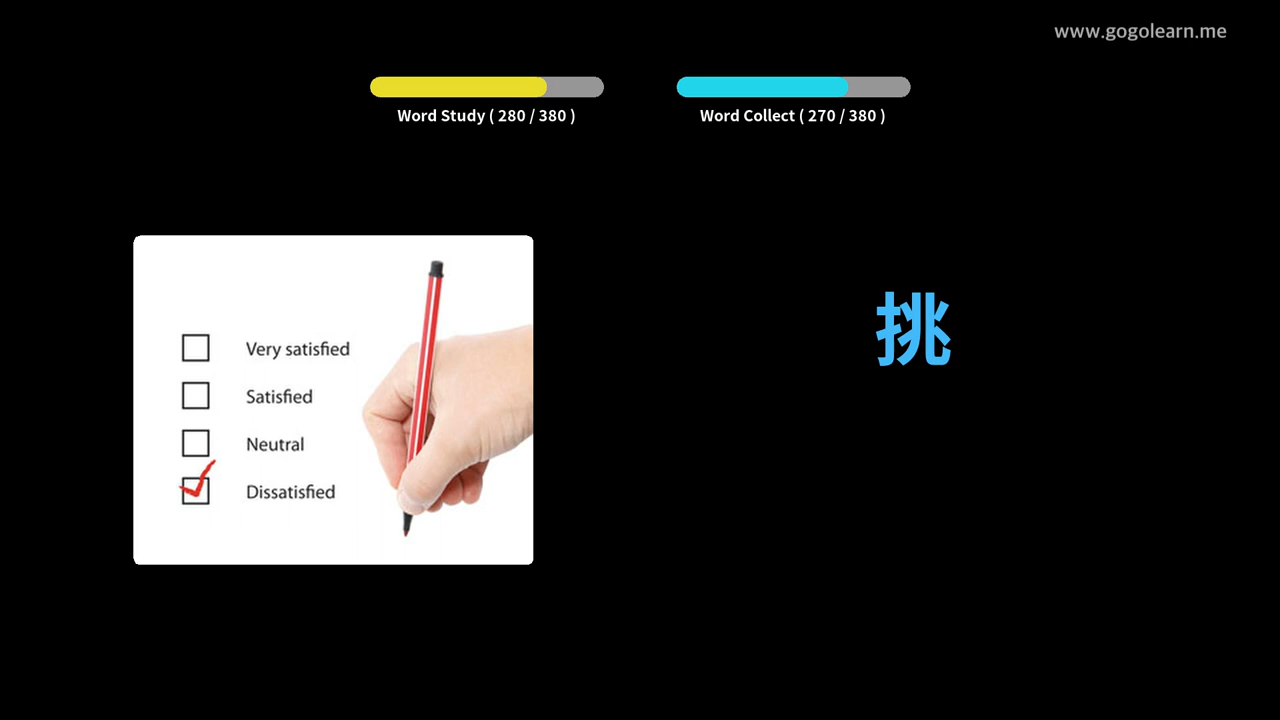 www.gogolearn.me
Word Study ( 280 / 380 )
Word Collect ( 270 / 380 )
Very satisfied
Satisfied
Neutral
Dissatisfied
挑